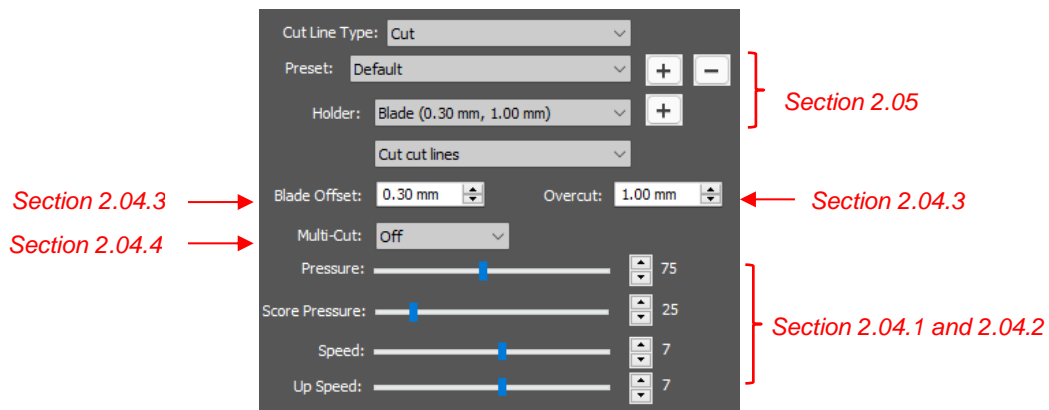 Cut Line Type: Cut
Preset: Default + −
Section 2.05
Holder: Blade (0.30 mm, 1.00 mm) +
Cut cut lines
Section 2.04.3 Blade Offset: 0.30 mm Overcut: 1.00 mm Section 2.04.3
Section 2.04.4 Multi-Cut: Off
Pressure: 75
Score Pressure: 25
Section 2.04.1 and 2.04.2
Speed: 7
Up Speed: 7